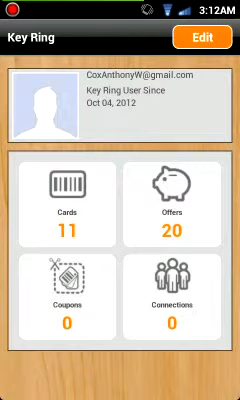 3:12AM
Key Ring
Edit
CoxAnthonyW@gmail.com
Key Ring User Since
Oct 04, 2012
Cards
11
Offers
20
Coupons
0
Connections
0